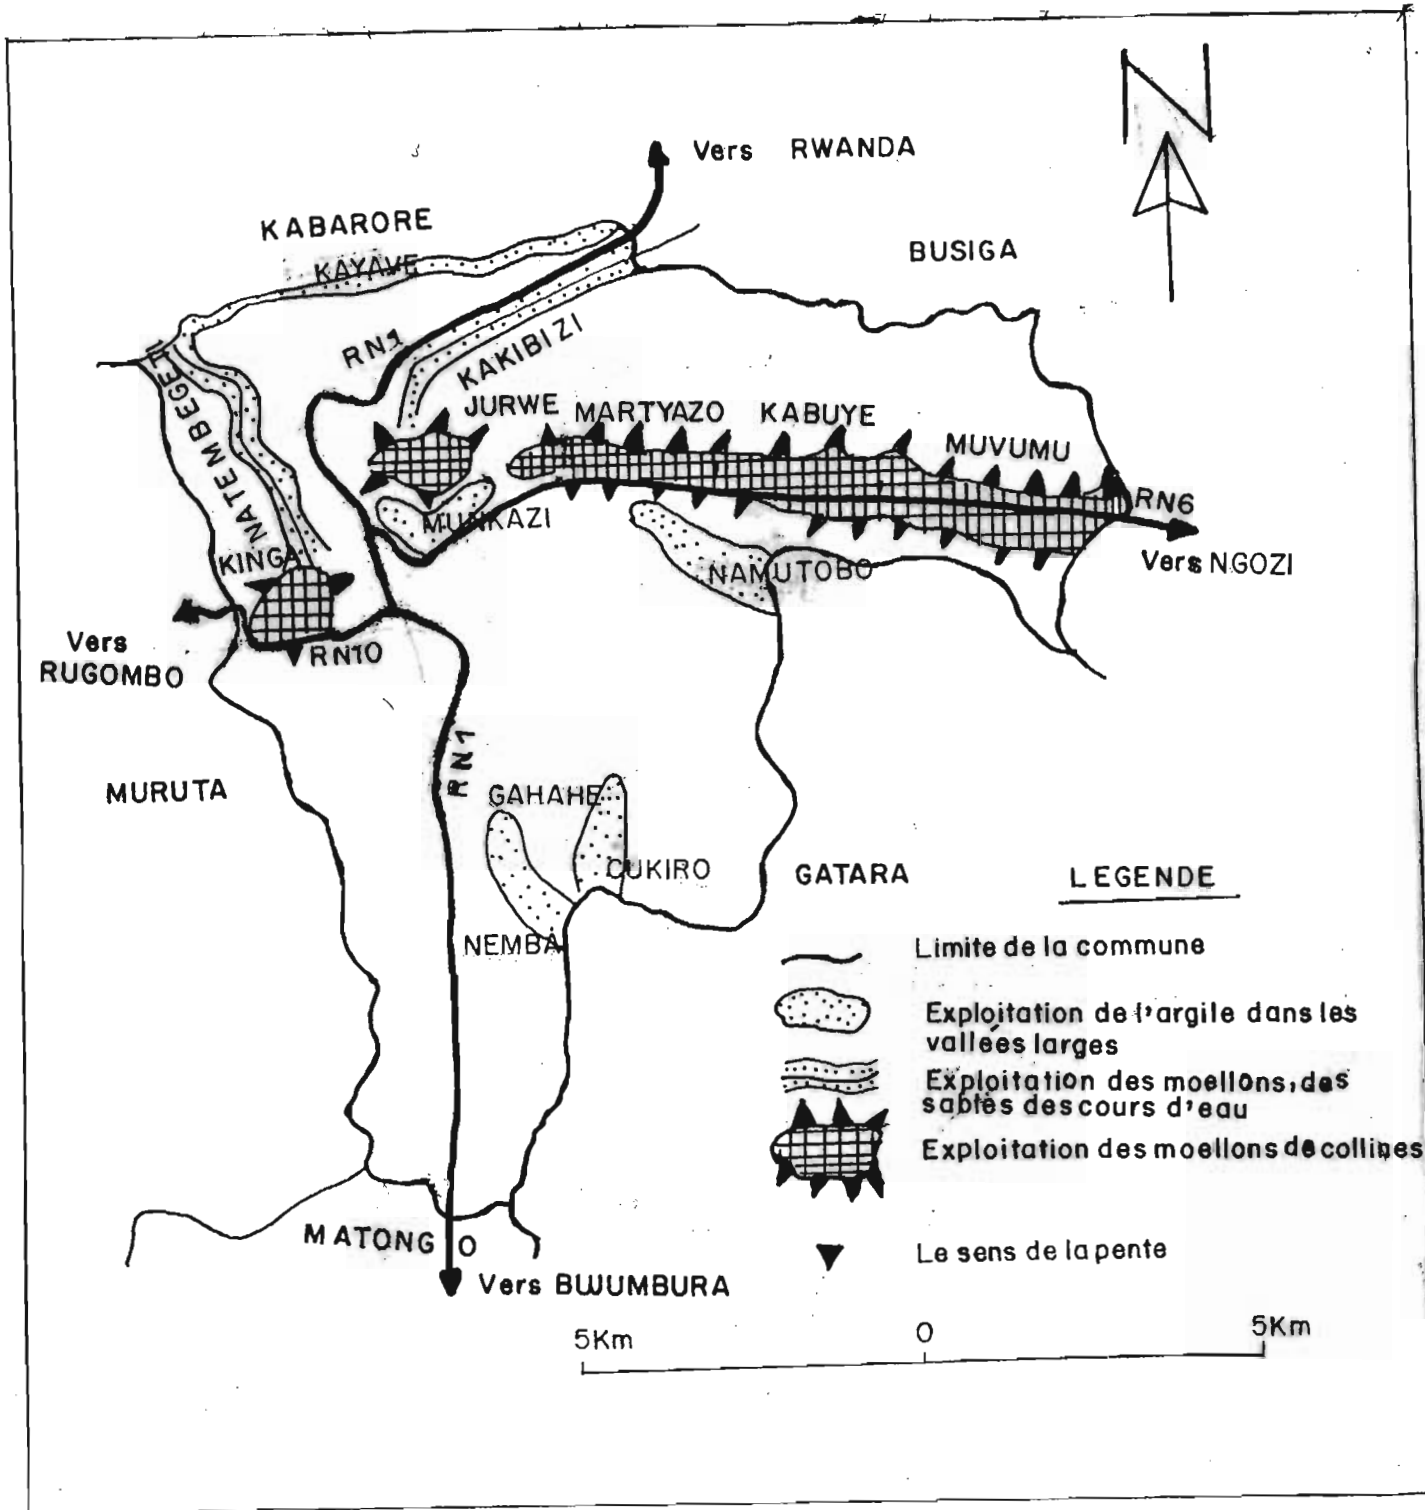 N
Vers RWANDA
KABARORE
KAYAVE
BUSIGA
RN1
KAKIBIZI
NATEMBEGETI
JURWE
MARTYAZO
KABUYE
MUVUMU
RN6
MUNKAZI
Vers NGOZI
KINGA
NAMUTOBO
Vers
RUGOMBO
RN10
RN1
MURUTA
GAHAHE
CUKIRO
GATARA
NEMBA
LEGENDE
Limite de la commune
Exploitation de l'argile dans les
vallées larges
Exploitation des moellons, des
sables des cours d'eau
Exploitation des moellons de collines
Le sens de la pente
MATONGO
Vers BUJUMBURA
5Km 0 5Km